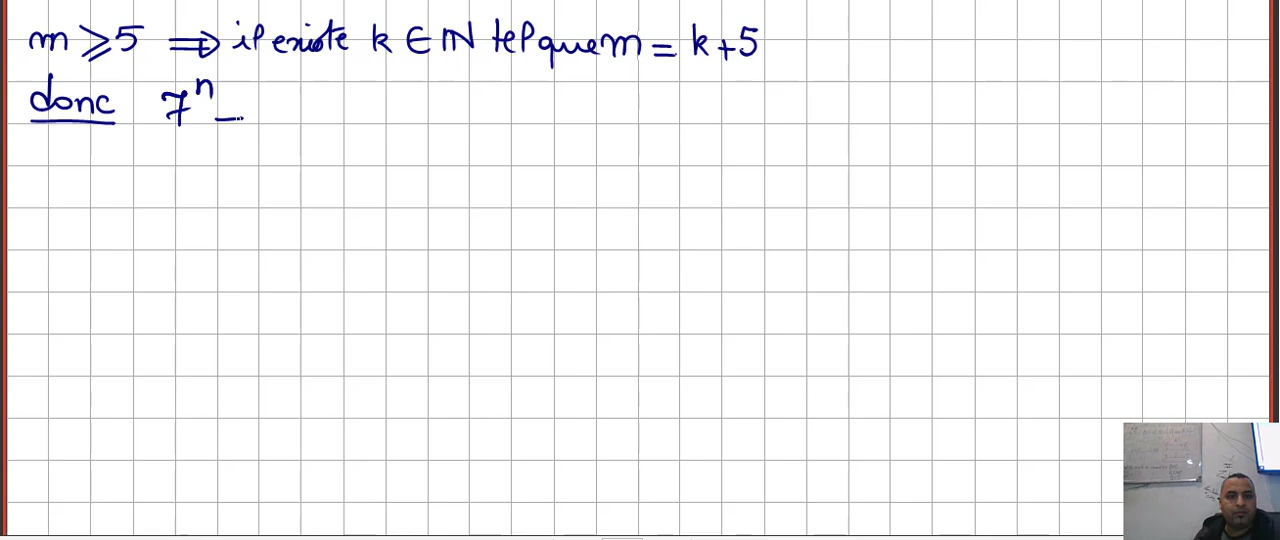 n ⩾ 5 ⟹ il existe k ∈ ℕ tel que n = k + 5
donc 7ⁿ –